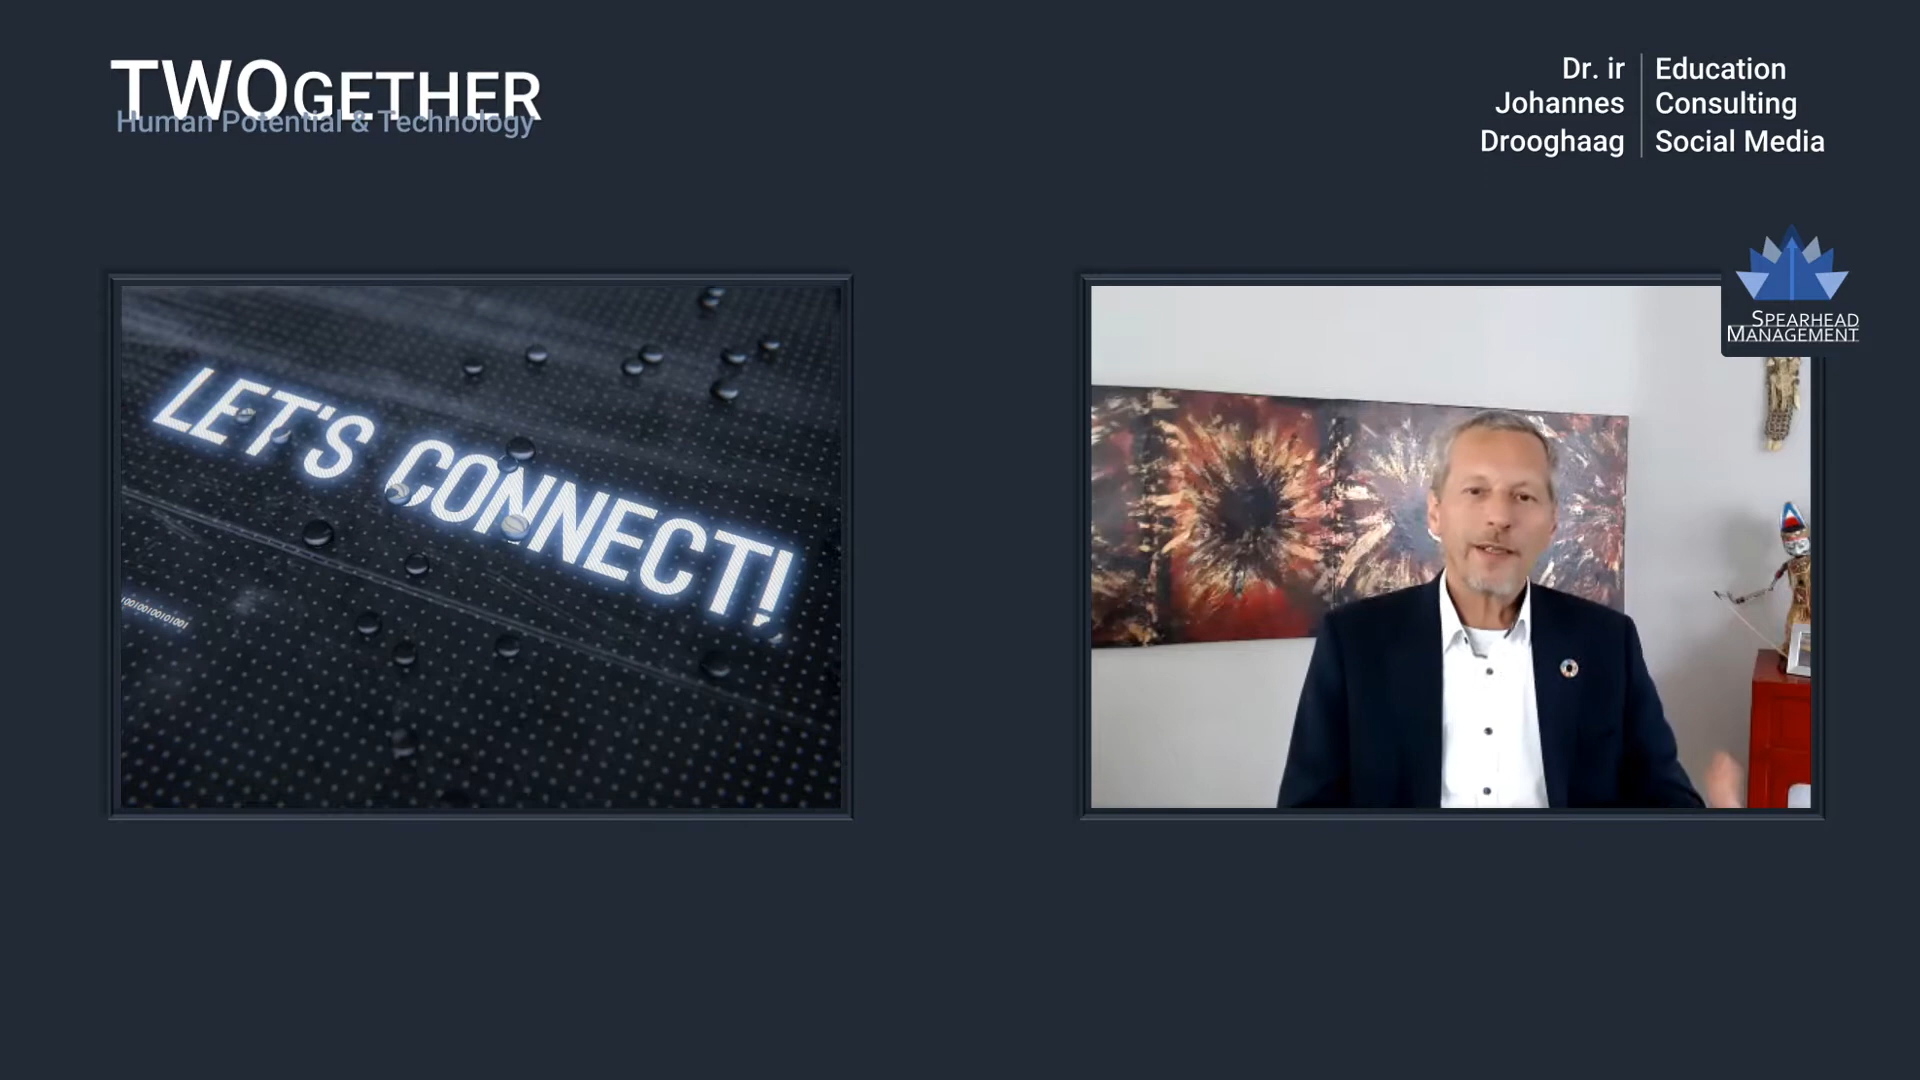 TWOGETHER
Human Potential & Technology
Dr. ir
Johannes
Drooghaag
Education
Consulting
Social Media
SPEARHEAD
MANAGEMENT
LET'S CONNECT!